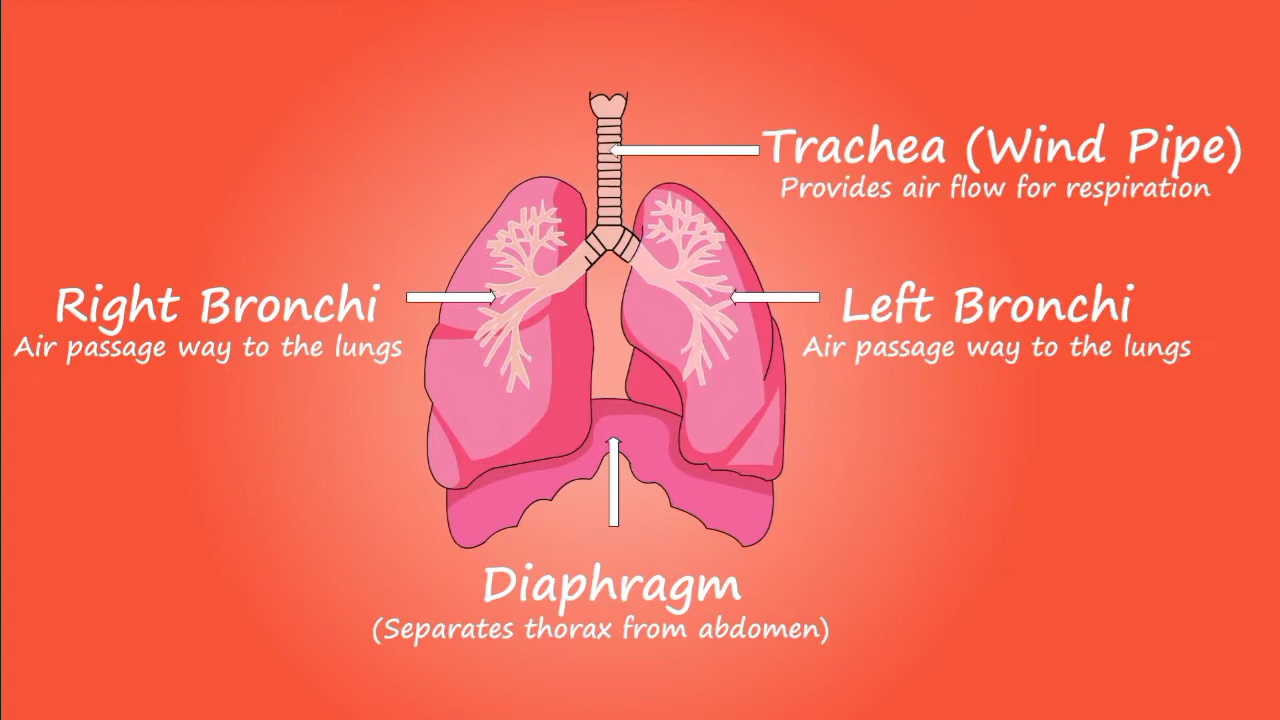 Trachea (Wind Pipe)
Provides air flow for respiration
Right Bronchi
Air passage way to the lungs
Left Bronchi
Air passage way to the lungs
Diaphragm
(Separates thorax from abdomen)